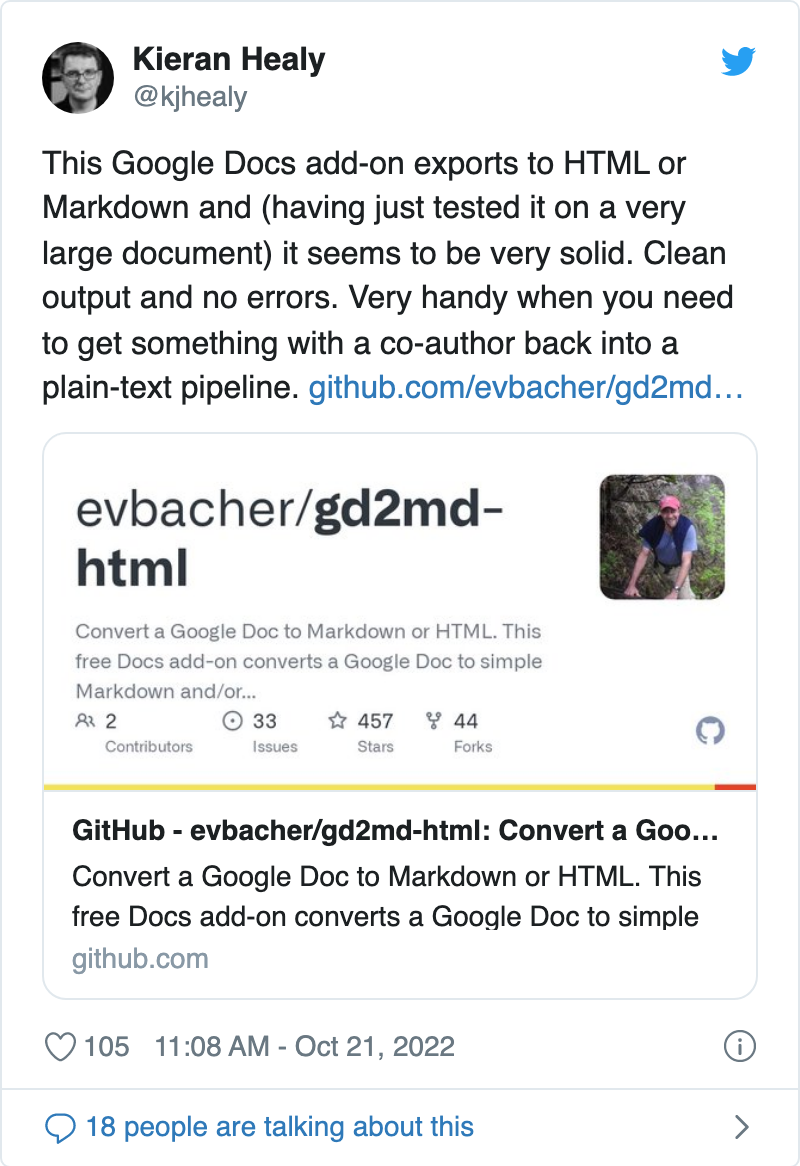 Kieran Healy
@kjhealy
This Google Docs add-on exports to HTML or
Markdown and (having just tested it on a very
large document) it seems to be very solid. Clean
output and no errors. Very handy when you need
to get something with a co-author back into a
plain-text pipeline. github.com/evbacher/gd2md…
evbacher/gd2md-
html
Convert a Google Doc to Markdown or HTML. This
free Docs add-on converts a Google Doc to simple
Markdown and/or...
2 33 457 44
Contributors Issues Stars Forks
GitHub - evbacher/gd2md-html: Convert a Goo…
Convert a Google Doc to Markdown or HTML. This
free Docs add-on converts a Google Doc to simple
github.com
105 11:08 AM - Oct 21, 2022
18 people are talking about this